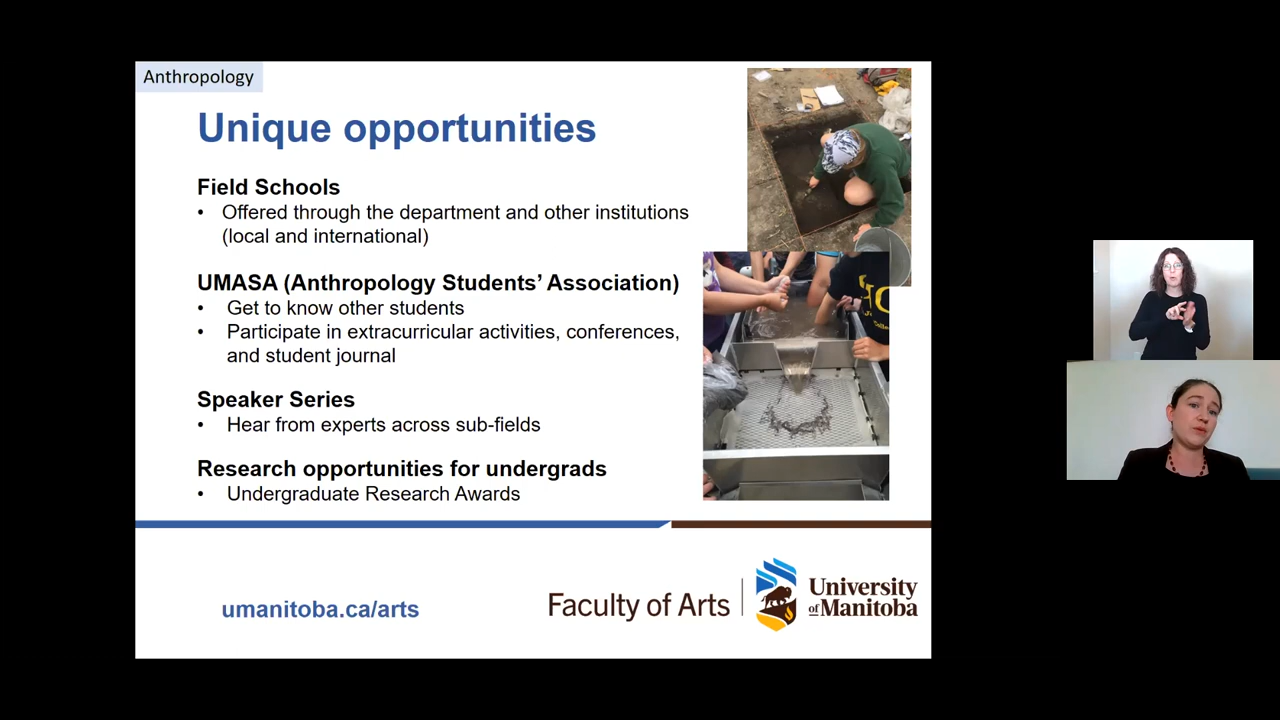 Anthropology
Unique opportunities
Field Schools
• Offered through the department and other institutions
(local and international)
UMASA (Anthropology Students' Association)
• Get to know other students
• Participate in extracurricular activities, conferences,
and student journal
Speaker Series
• Hear from experts across sub-fields
Research opportunities for undergrads
• Undergraduate Research Awards
umanitoba.ca/arts
Faculty of Arts
University
of Manitoba